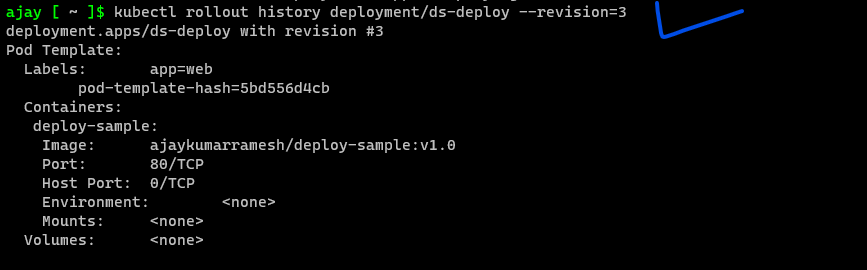 ajay [ ~ ]$ kubectl rollout history deployment/ds-deploy --revision=3
deployment.apps/ds-deploy with revision #3
Pod Template:
Labels: app=web
pod-template-hash=5bd556d4cb
Containers:
deploy-sample:
Image: ajaykumarramesh/deploy-sample:v1.0
Port: 80/TCP
Host Port: 0/TCP
Environment: <none>
Mounts: <none>
Volumes: <none>